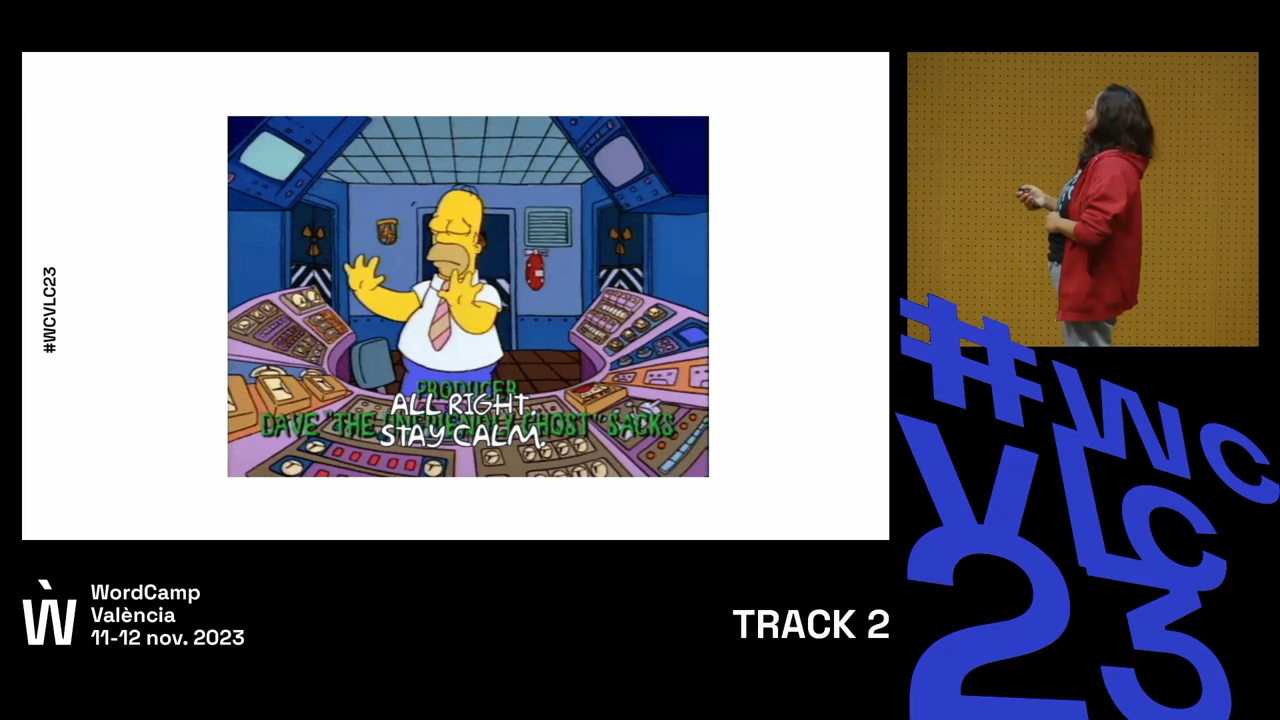 #WCVLC23
PRODUCER
ALL RIGHT.
DAVE "THE UNFRIENDLY GHOST" SACKS
STAY CALM.
Ẁ
WordCamp
València
11-12 nov. 2023
TRACK 2
#WC
VLC
23